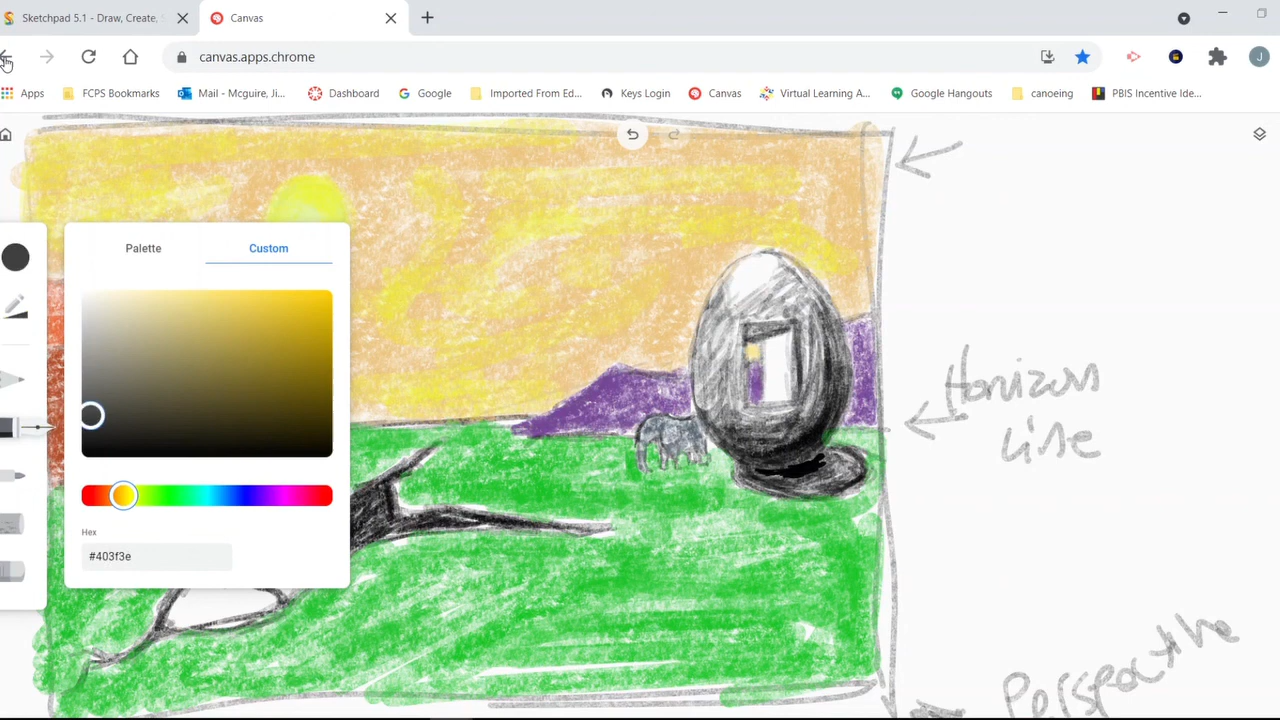 Sketchpad 5.1 - Draw, Create,
Canvas
canvas.apps.chrome
J
Apps
FCPS Bookmarks
Mail - Mcguire, Ji...
Dashboard
Google
Imported From Ed...
Keys Login
Canvas
Virtual Learning A...
Google Hangouts
canoeing
PBIS Incentive Ide...
Palette
Custom
Hex
#403f3e
Horizon
Line
Perspective